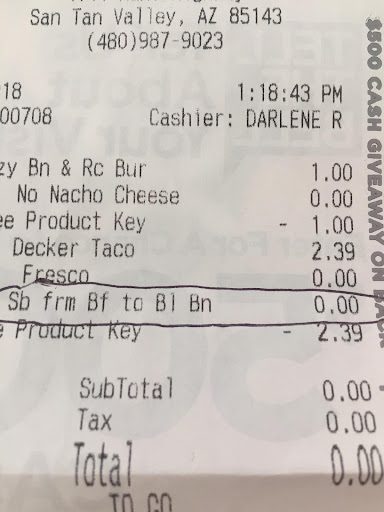 San Tan Valley, AZ 85143
(480)987-9023
18 1:18:43 PM
00708 Cashier: DARLENE R
zy Bn & Rc Bur 1.00
No Nacho Cheese 0.00
ee Product Key - 1.00
Decker Taco 2.39
Fresco 0.00
Sb frm Bf to Bl Bn 0.00
e Product Key - 2.39
SubTotal 0.00
Tax 0.00
Total 0.00
TO GO
$500 CASH GIVEAWAY ON BACK